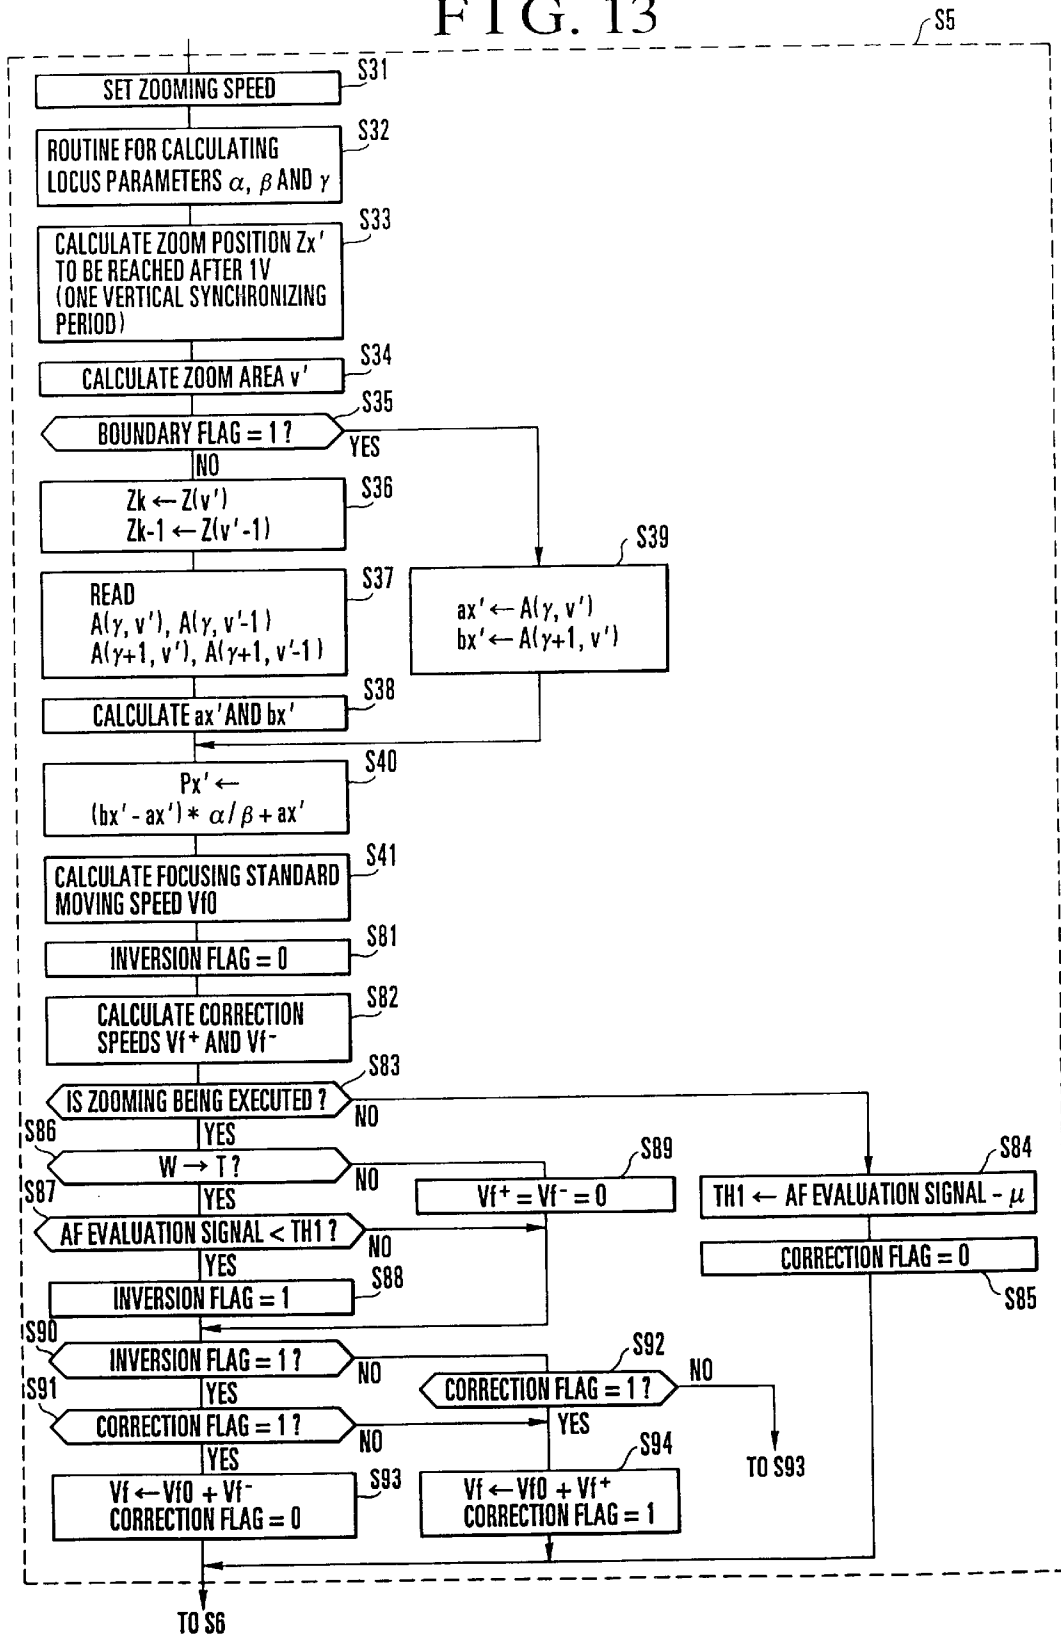 FIG. 13
S5
S31
SET ZOOMING SPEED
S32
ROUTINE FOR CALCULATING
LOCUS PARAMETERS α, β AND γ
S33
CALCULATE ZOOM POSITION Zx'
TO BE REACHED AFTER 1V
(ONE VERTICAL SYNCHRONIZING
PERIOD)
S34
CALCULATE ZOOM AREA v'
S35
BOUNDARY FLAG = 1 ?
YES
NO
S36
Zk ← Z(v')
Zk-1 ← Z(v'-1)
S37
READ
A(γ, v'), A(γ, v'-1)
A(γ+1, v'), A(γ+1, v'-1)
S39
ax' ← A(γ, v')
bx' ← A(γ+1, v')
S38
CALCULATE ax' AND bx'
S40
Px' ←
(bx' - ax') * α/β + ax'
S41
CALCULATE FOCUSING STANDARD
MOVING SPEED Vf0
S81
INVERSION FLAG = 0
S82
CALCULATE CORRECTION
SPEEDS Vf+ AND Vf-
S83
IS ZOOMING BEING EXECUTED ?
NO
YES
S86
W → T ?
NO
YES
S89
Vf+ = Vf- = 0
S84
TH1 ← AF EVALUATION SIGNAL - μ
S87
AF EVALUATION SIGNAL < TH1 ?
NO
YES
CORRECTION FLAG = 0
S85
S88
INVERSION FLAG = 1
S90
INVERSION FLAG = 1 ?
NO
YES
S92
CORRECTION FLAG = 1 ?
NO
YES
TO S93
S91
CORRECTION FLAG = 1 ?
NO
YES
S93
Vf ← Vf0 + Vf-
CORRECTION FLAG = 0
S94
Vf ← Vf0 + Vf+
CORRECTION FLAG = 1
TO S6